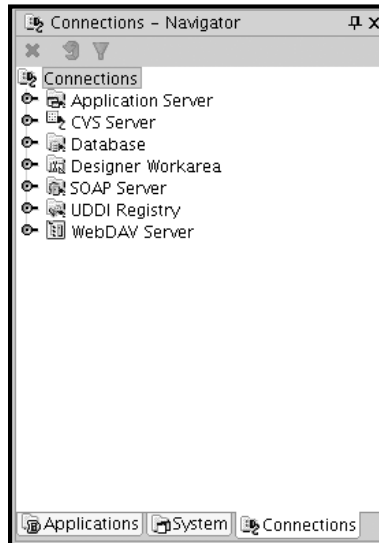 Connections - Navigator
Connections
Application Server
CVS Server
Database
Designer Workarea
SOAP Server
UDDI Registry
WebDAV Server
Applications System Connections